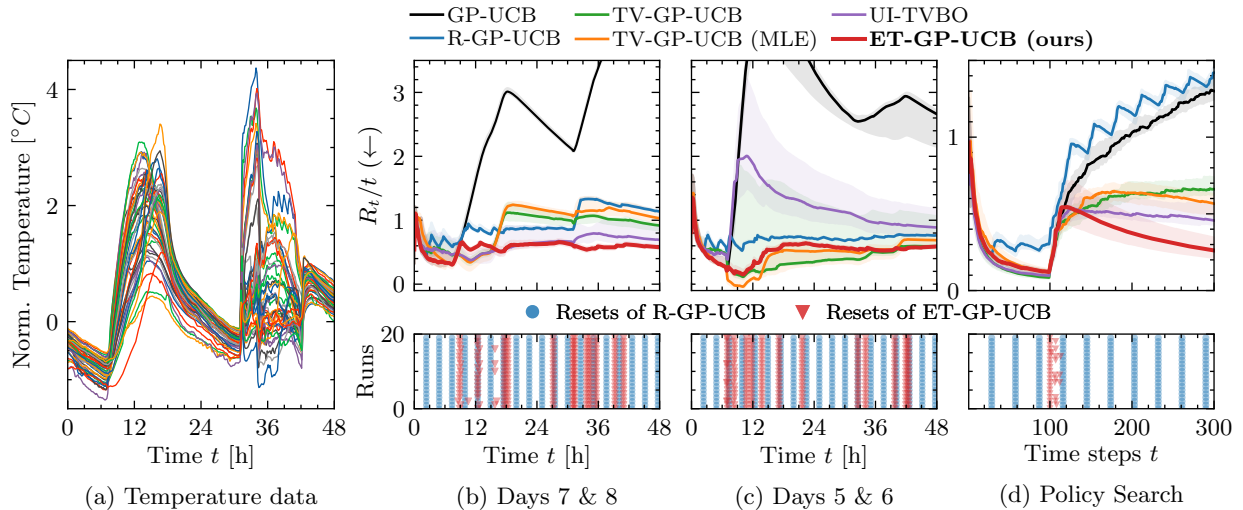 GP-UCB TV-GP-UCB UI-TVBO
R-GP-UCB TV-GP-UCB (MLE) ET-GP-UCB (ours)
Norm. Temperature [°C]
4
2
0
0 12 24 36 48
Time t [h]
(a) Temperature data
R_t/t (←)
3
2
1
0
3
2
1
0
1
0
Resets of R-GP-UCB Resets of ET-GP-UCB
Runs
20
0
0 12 24 36 48
Time t [h]
(b) Days 7 & 8
0 12 24 36 48
Time t [h]
(c) Days 5 & 6
100 200 300
Time steps t
(d) Policy Search